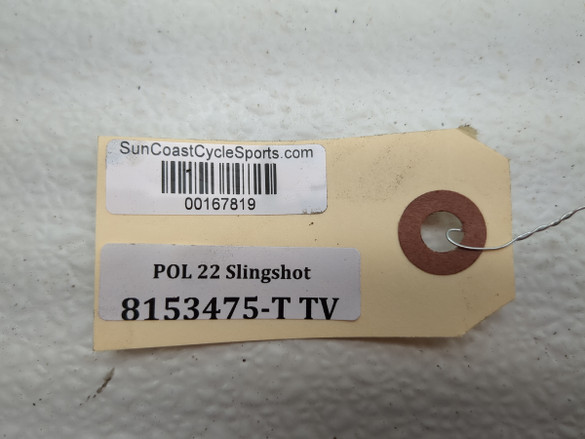 SunCoastCycleSports.com
00167819
POL 22 Slingshot
8153475-T TV